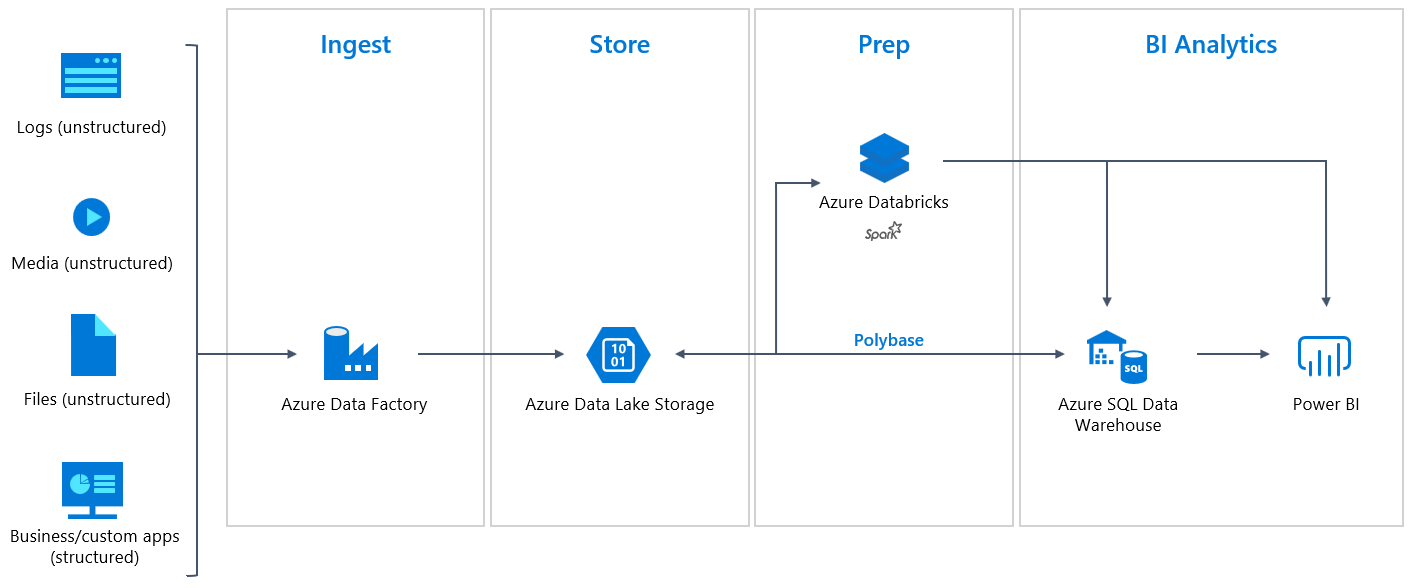 Ingest
Store
Prep
BI Analytics
Logs (unstructured)
Media (unstructured)
Files (unstructured)
Business/custom apps
(structured)
Azure Data Factory
10
01
Azure Data Lake Storage
Azure Databricks
Spark
Polybase
SQL
Azure SQL Data
Warehouse
Power BI